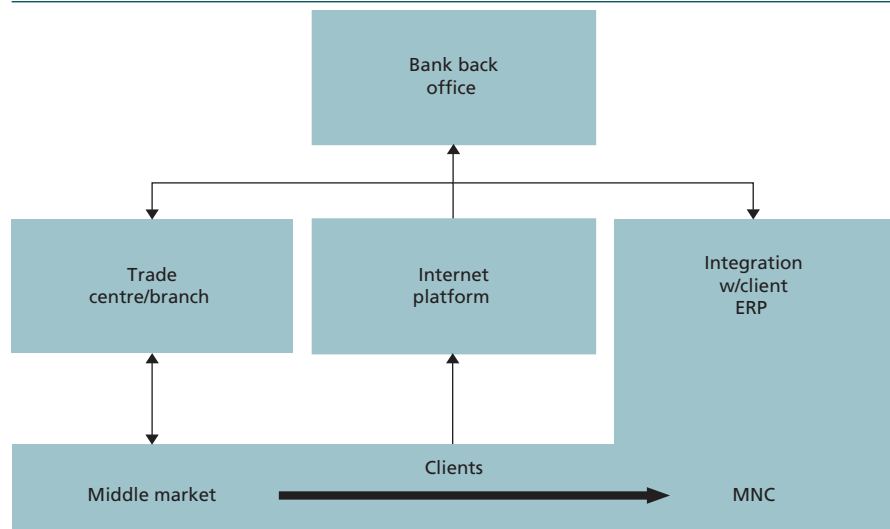 Bank back
office
Trade
centre/branch
Internet
platform
Integration
w/client
ERP
Clients
Middle market
MNC